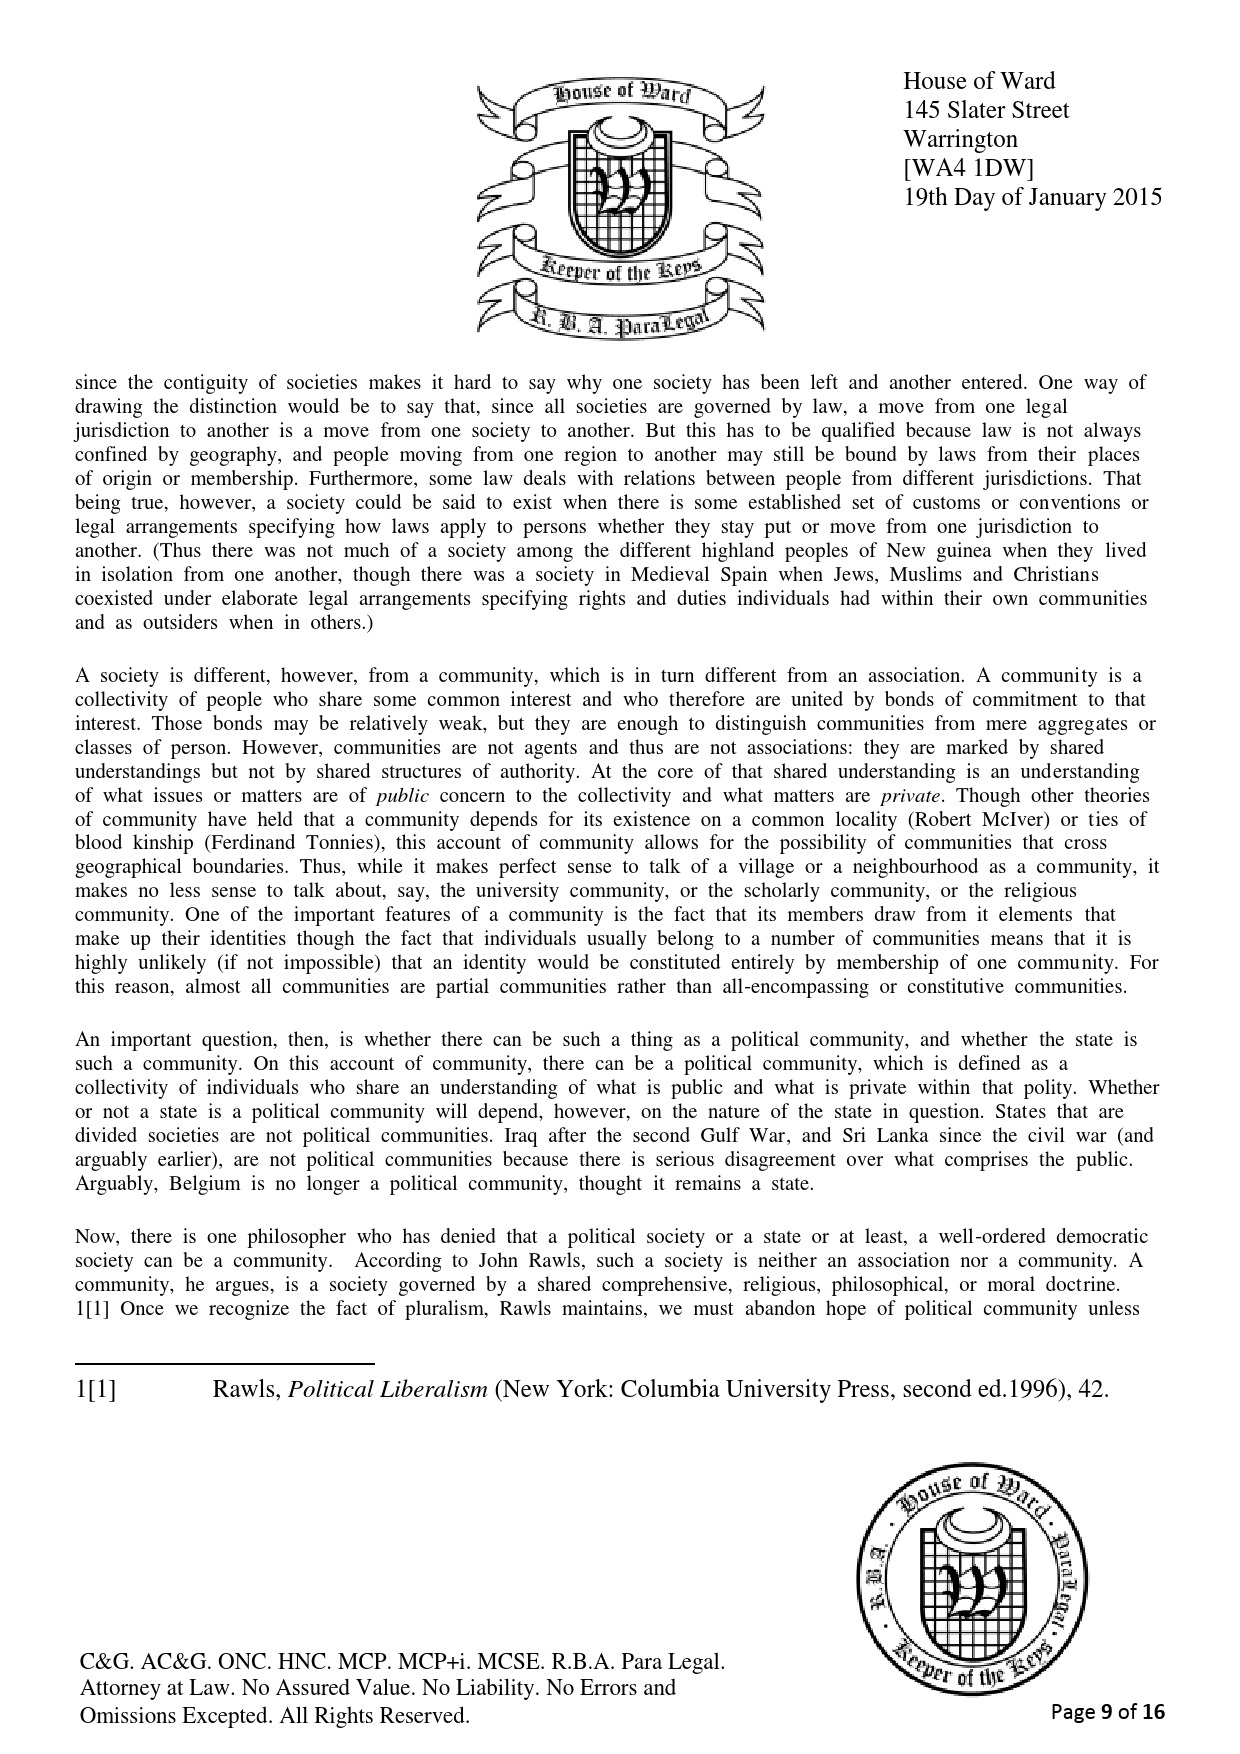 House of Ward
Keeper of the Keys
R. B. A. ParaLegal
House of Ward
145 Slater Street
Warrington
[WA4 1DW]
19th Day of January 2015
since the contiguity of societies makes it hard to say why one society has been left and another entered. One way of
drawing the distinction would be to say that, since all societies are governed by law, a move from one legal
jurisdiction to another is a move from one society to another. But this has to be qualified because law is not always
confined by geography, and people moving from one region to another may still be bound by laws from their places
of origin or membership. Furthermore, some law deals with relations between people from different jurisdictions. That
being true, however, a society could be said to exist when there is some established set of customs or conventions or
legal arrangements specifying how laws apply to persons whether they stay put or move from one jurisdiction to
another. (Thus there was not much of a society among the different highland peoples of New guinea when they lived
in isolation from one another, though there was a society in Medieval Spain when Jews, Muslims and Christians
coexisted under elaborate legal arrangements specifying rights and duties individuals had within their own communities
and as outsiders when in others.)
A society is different, however, from a community, which is in turn different from an association. A community is a
collectivity of people who share some common interest and who therefore are united by bonds of commitment to that
interest. Those bonds may be relatively weak, but they are enough to distinguish communities from mere aggregates or
classes of person. However, communities are not agents and thus are not associations: they are marked by shared
understandings but not by shared structures of authority. At the core of that shared understanding is an understanding
of what issues or matters are of public concern to the collectivity and what matters are private. Though other theories
of community have held that a community depends for its existence on a common locality (Robert McIver) or ties of
blood kinship (Ferdinand Tonnies), this account of community allows for the possibility of communities that cross
geographical boundaries. Thus, while it makes perfect sense to talk of a village or a neighbourhood as a community, it
makes no less sense to talk about, say, the university community, or the scholarly community, or the religious
community. One of the important features of a community is the fact that its members draw from it elements that
make up their identities though the fact that individuals usually belong to a number of communities means that it is
highly unlikely (if not impossible) that an identity would be constituted entirely by membership of one community. For
this reason, almost all communities are partial communities rather than all-encompassing or constitutive communities.
An important question, then, is whether there can be such a thing as a political community, and whether the state is
such a community. On this account of community, there can be a political community, which is defined as a
collectivity of individuals who share an understanding of what is public and what is private within that polity. Whether
or not a state is a political community will depend, however, on the nature of the state in question. States that are
divided societies are not political communities. Iraq after the second Gulf War, and Sri Lanka since the civil war (and
arguably earlier), are not political communities because there is serious disagreement over what comprises the public.
Arguably, Belgium is no longer a political community, thought it remains a state.
Now, there is one philosopher who has denied that a political society or a state or at least, a well-ordered democratic
society can be a community. According to John Rawls, such a society is neither an association nor a community. A
community, he argues, is a society governed by a shared comprehensive, religious, philosophical, or moral doctrine.
1[1] Once we recognize the fact of pluralism, Rawls maintains, we must abandon hope of political community unless
1[1] Rawls, Political Liberalism (New York: Columbia University Press, second ed.1996), 42.
R.B.A. · House of Ward · ParaLegal ·
Keeper of the Keys
C&G. AC&G. ONC. HNC. MCP. MCP+i. MCSE. R.B.A. Para Legal.
Attorney at Law. No Assured Value. No Liability. No Errors and
Omissions Excepted. All Rights Reserved.
Page 9 of 16